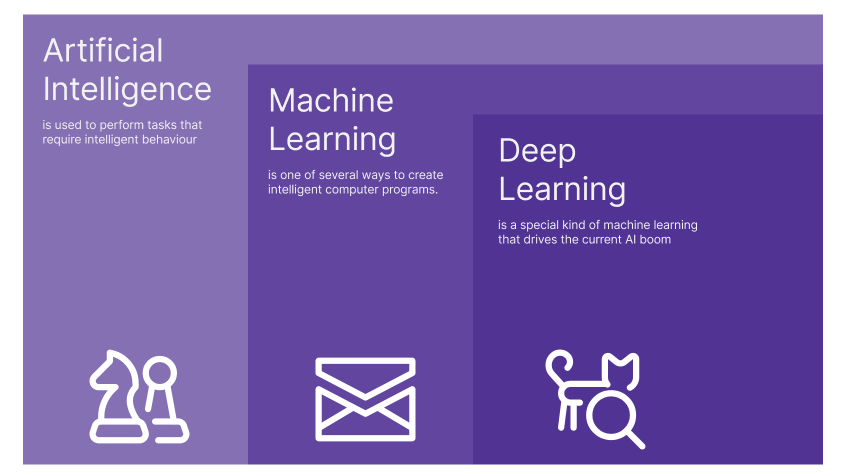 Artificial
Intelligence
is used to perform tasks that
require intelligent behaviour
Machine
Learning
is one of several ways to create
intelligent computer programs.
Deep
Learning
is a special kind of machine learning
that drives the current AI boom